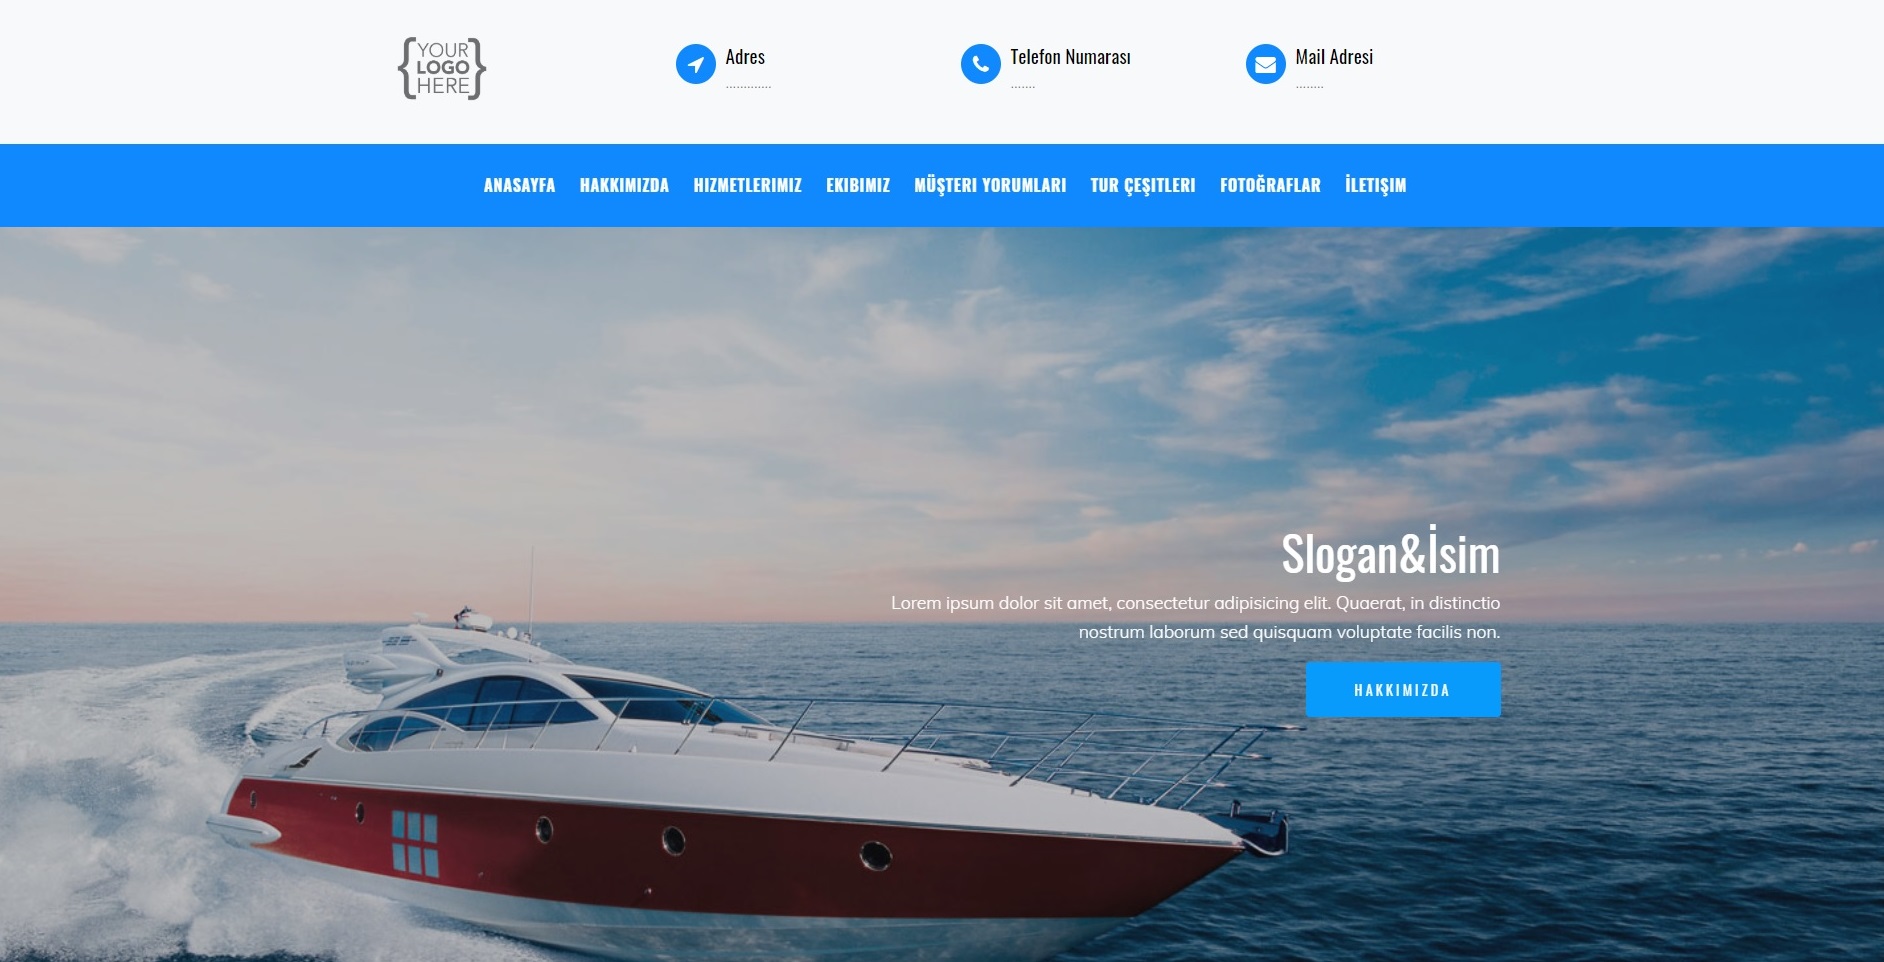 YOUR
LOGO
HERE
Adres
.............
Telefon Numarası
.......
Mail Adresi
........
ANASAYFA HAKKIMIZDA HIZMETLERIMIZ EKIBIMIZ MÜŞTERI YORUMLARI TUR ÇEŞITLERI FOTOĞRAFLAR İLETIŞIM
Slogan&İsim
Lorem ipsum dolor sit amet, consectetur adipisicing elit. Quaerat, in distinctio
nostrum laborum sed quisquam voluptate facilis non.
HAKKIMIZDA